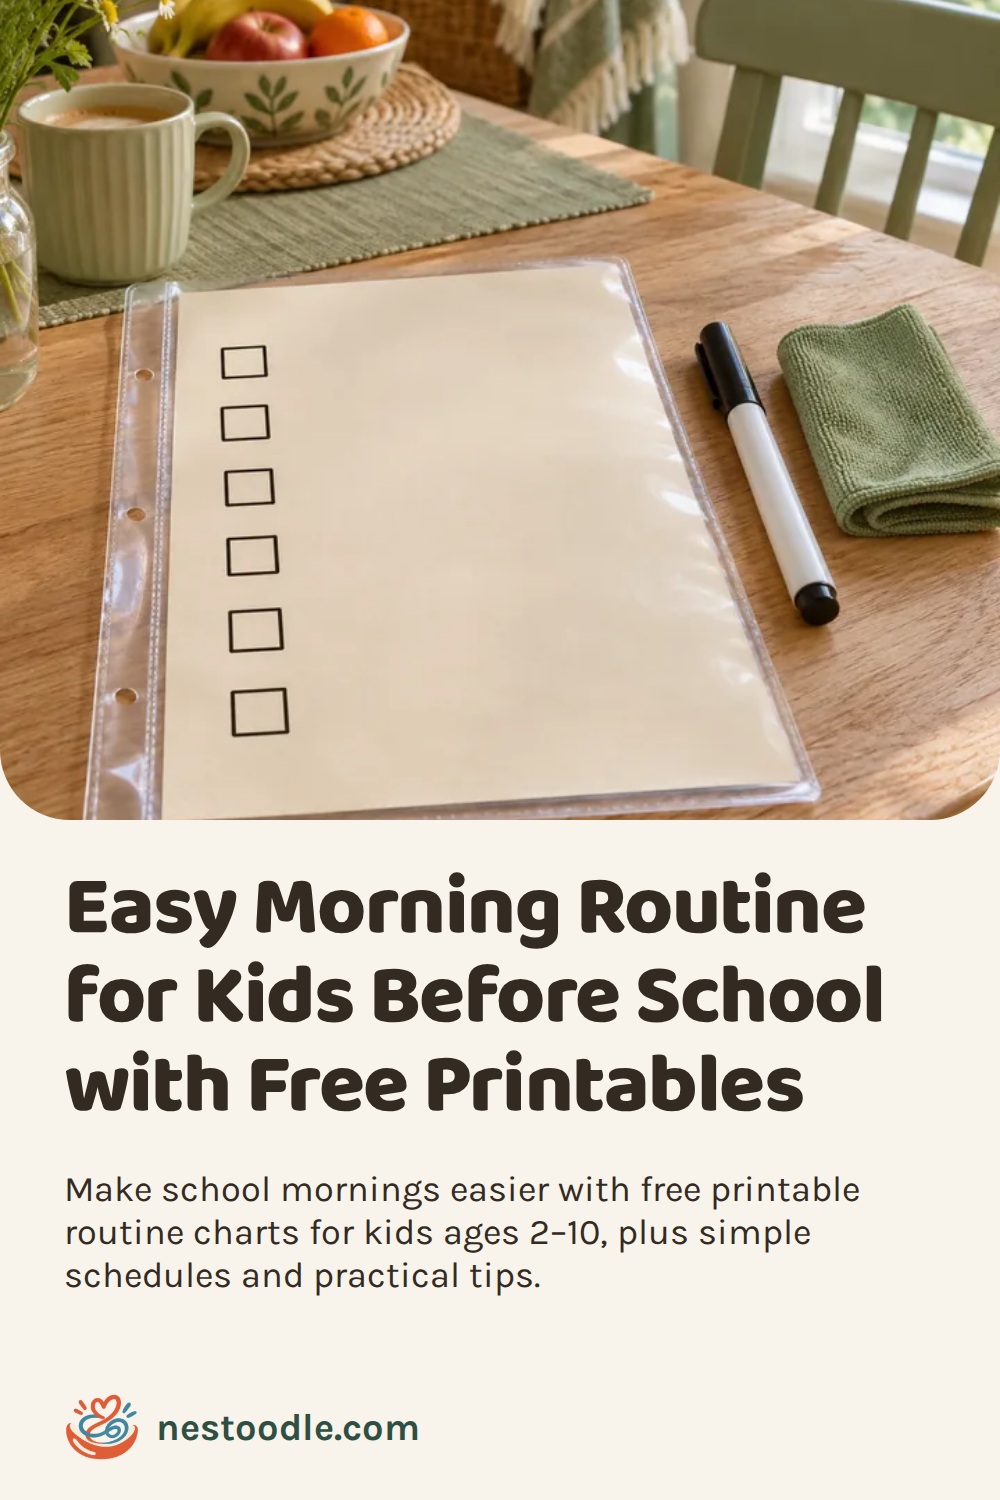 Easy Morning Routine
for Kids Before School
with Free Printables
Make school mornings easier with free printable
routine charts for kids ages 2–10, plus simple
schedules and practical tips.
nestoodle.com